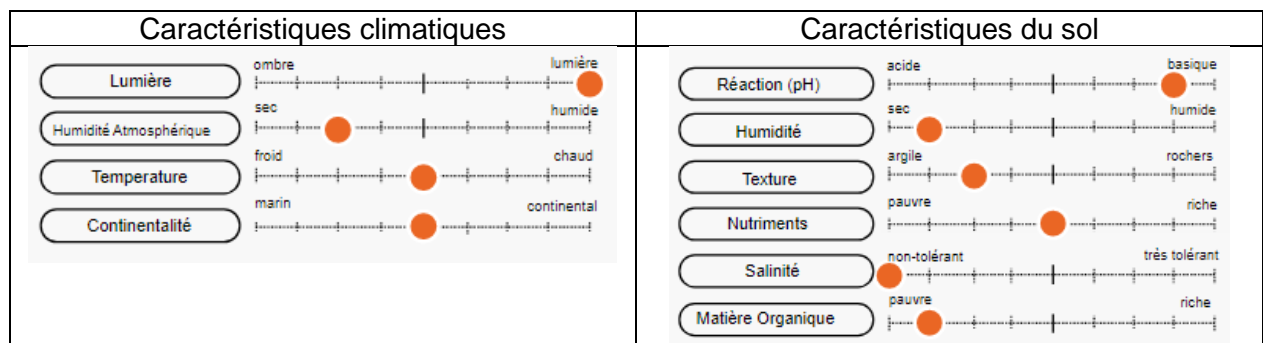 Caractéristiques climatiques
Lumière
ombre
lumière
Humidité Atmosphérique
sec
humide
Temperature
froid
chaud
Continentalité
marin
continental
Caractéristiques du sol
Réaction (pH)
acide
basique
Humidité
sec
humide
Texture
argile
rochers
Nutriments
pauvre
riche
Salinité
non-tolérant
très tolérant
Matière Organique
pauvre
riche